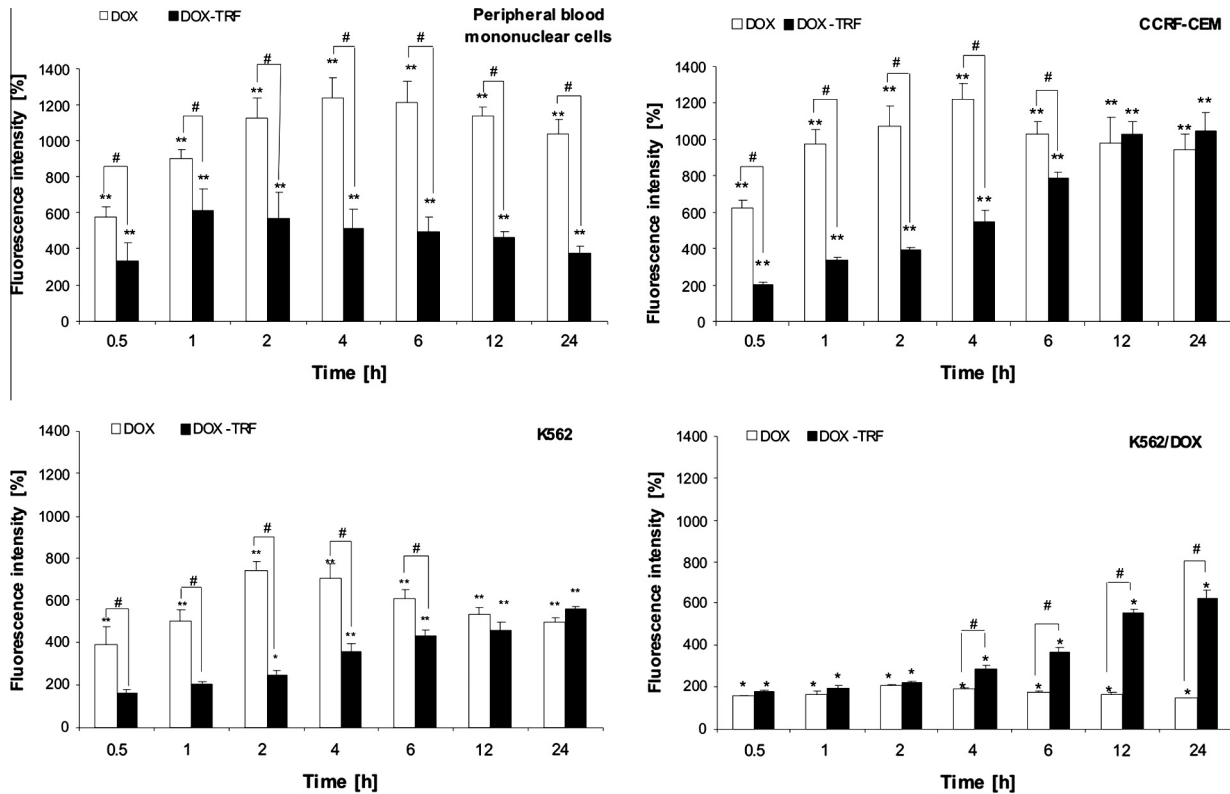 DOX DOX-TRF
Peripheral blood
mononuclear cells
Fluorescence intensity [%]
1400
1200
1000
800
600
400
200
0
# # # # # # #
** ** ** ** ** ** **
** ** ** ** ** ** **
0.5 1 2 4 6 12 24
Time [h]
DOX DOX-TRF
CCRF-CEM
Fluorescence intensity [%]
1400
1200
1000
800
600
400
200
0
# # # # #
** ** ** ** ** ** **
** ** ** ** ** ** **
0.5 1 2 4 6 12 24
Time [h]
DOX DOX -TRF
K562
Fluorescence intensity [%]
1400
1200
1000
800
600
400
200
0
# # # # #
** ** ** ** ** ** **
* ** ** ** **
0.5 1 2 4 6 12 24
Time [h]
DOX DOX -TRF
K562/DOX
Fluorescence intensity [%]
1400
1200
1000
800
600
400
200
0
# # # #
* * * * * * *
* * * * * * *
0.5 1 2 4 6 12 24
Time [h]